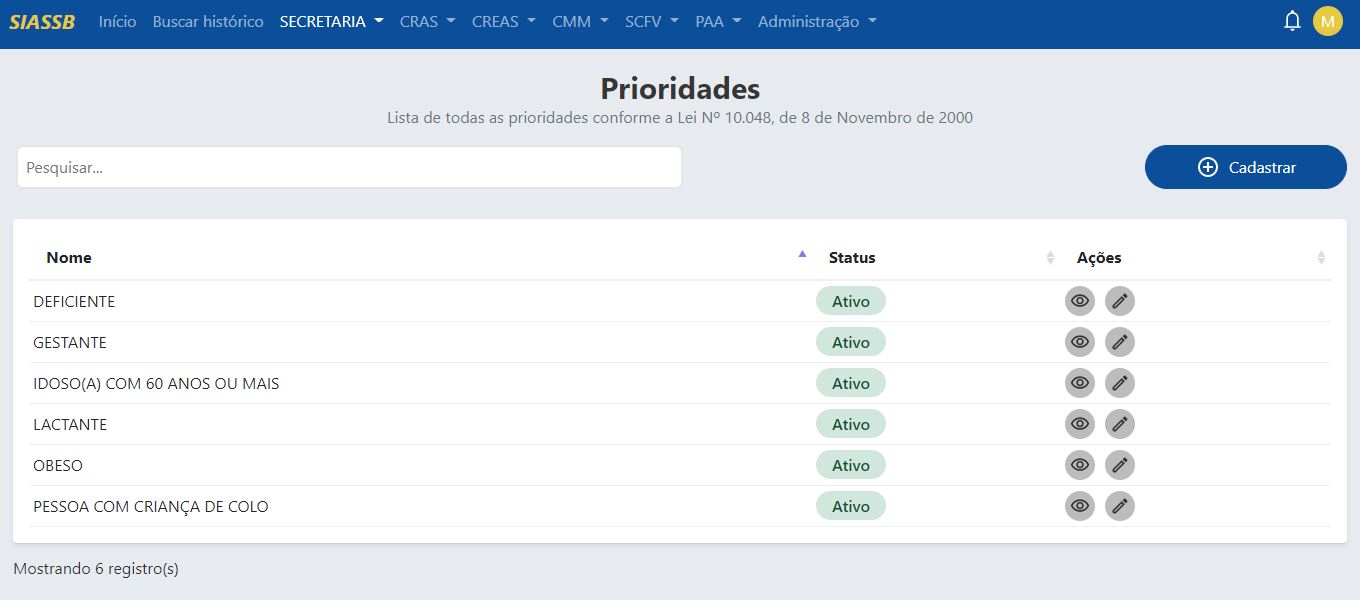 SIASSB Início Buscar histórico SECRETARIA CRAS CREAS CMM SCFV PAA Administração M
Prioridades
Lista de todas as prioridades conforme a Lei Nº 10.048, de 8 de Novembro de 2000
Pesquisar... Cadastrar
Nome Status Ações
DEFICIENTE Ativo
GESTANTE Ativo
IDOSO(A) COM 60 ANOS OU MAIS Ativo
LACTANTE Ativo
OBESO Ativo
PESSOA COM CRIANÇA DE COLO Ativo
Mostrando 6 registro(s)